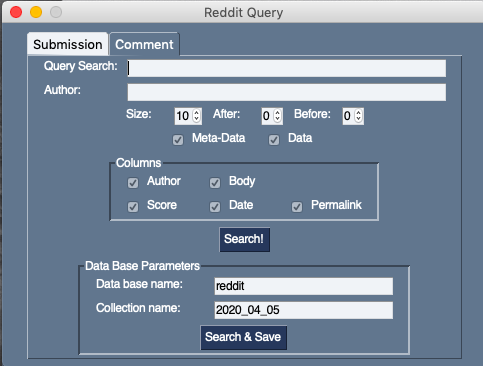 Reddit Query
Submission Comment
Query Search:
Author:
Size: 10 After: 0 Before: 0
Meta-Data Data
Columns
Author Body
Score Date Permalink
Search!
Data Base Parameters
Data base name: reddit
Collection name: 2020_04_05
Search & Save